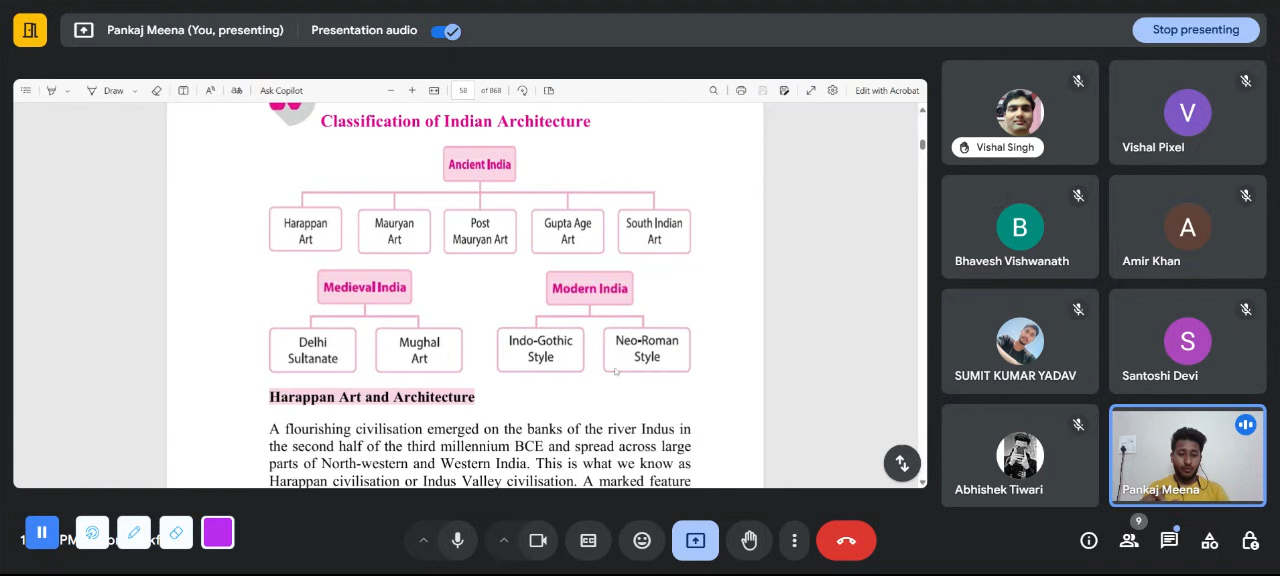 Pankaj Meena (You, presenting)
Presentation audio
Stop presenting
Draw
Ask Copilot
58
of 868
Edit with Acrobat
Classification of Indian Architecture
Ancient India
Harappan
Art
Mauryan
Art
Post
Mauryan Art
Gupta Age
Art
South Indian
Art
Medieval India
Modern India
Delhi
Sultanate
Mughal
Art
Indo-Gothic
Style
Neo-Roman
Style
Harappan Art and Architecture
A flourishing civilisation emerged on the banks of the river Indus in
the second half of the third millennium BCE and spread across large
parts of North-western and Western India. This is what we know as
Harappan civilisation or Indus Valley civilisation. A marked feature
Vishal Singh
V
Vishal Pixel
B
Bhavesh Vishwanath
A
Amir Khan
SUMIT KUMAR YADAV
S
Santoshi Devi
Abhishek Tiwari
Pankaj Meena
9